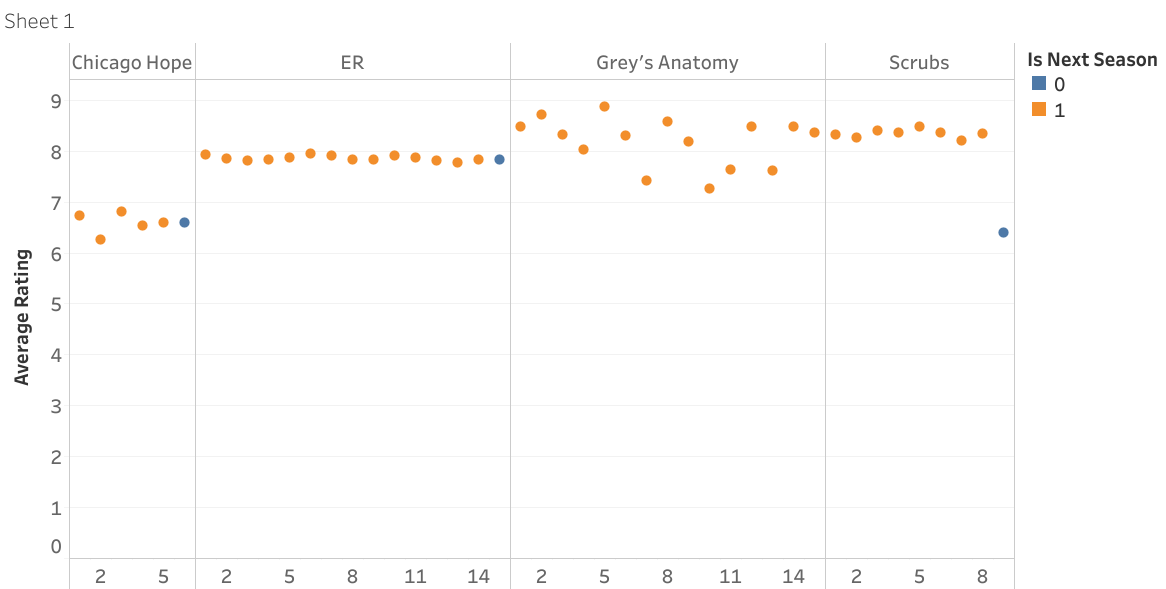 Sheet 1
Chicago Hope ER Grey's Anatomy Scrubs
Is Next Season
0
1
Average Rating
9
8
7
6
5
4
3
2
1
0
2 5 2 5 8 11 14 2 5 8 11 14 2 5 8